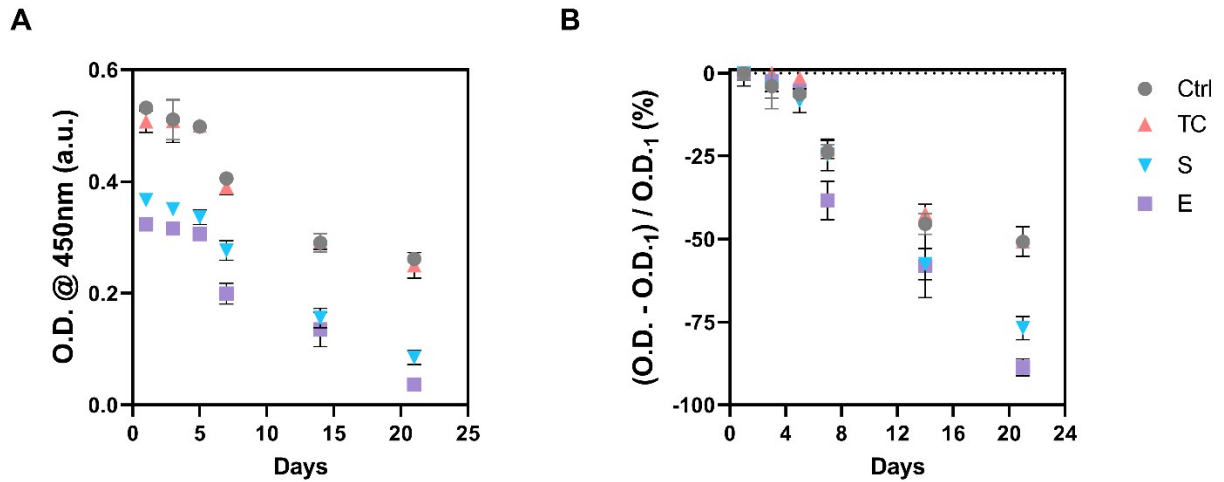 A
O.D. @ 450nm (a.u.)
0.6
0.4
0.2
0.0
0 5 10 15 20 25
Days
B
(O.D. - O.D.₁) / O.D.₁ (%)
0
-25
-50
-75
-100
0 4 8 12 16 20 24
Days
Ctrl
TC
S
E